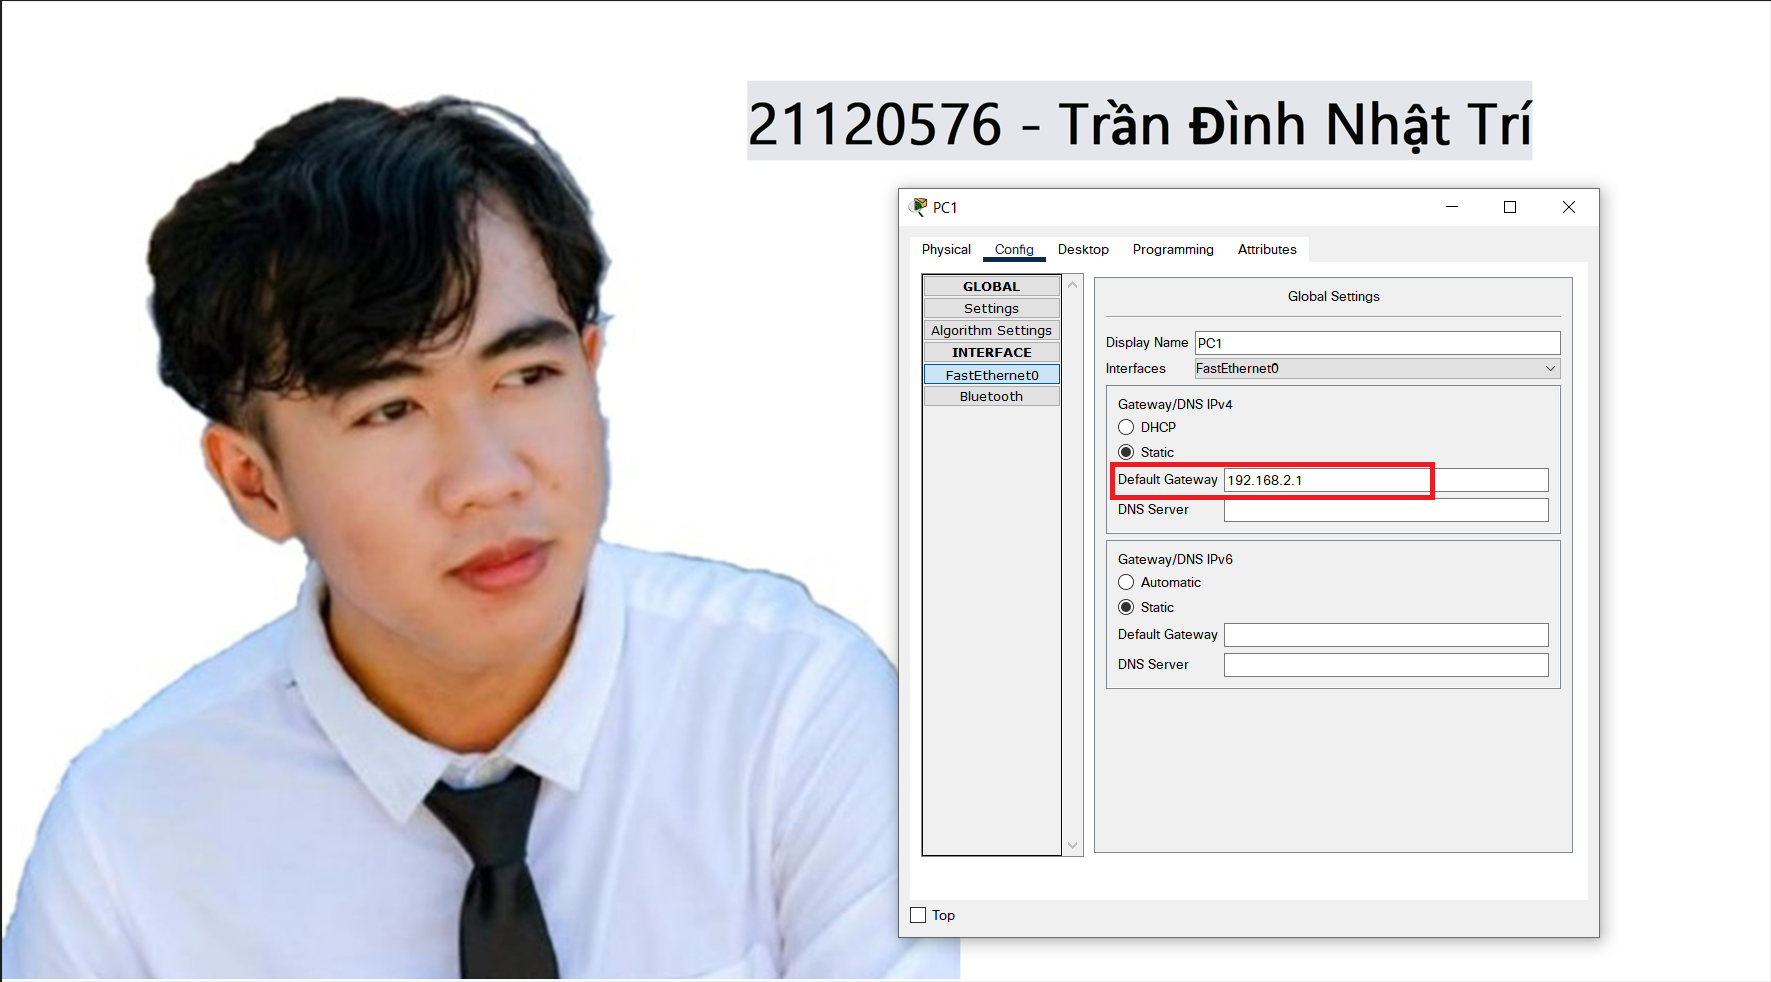 21120576 - Trần Đình Nhật Trí
PC1
Physical Config Desktop Programming Attributes
GLOBAL
Settings
Algorithm Settings
INTERFACE
FastEthernet0
Bluetooth
Global Settings
Display Name PC1
Interfaces FastEthernet0
Gateway/DNS IPv4
DHCP
Static
Default Gateway 192.168.2.1
DNS Server
Gateway/DNS IPv6
Automatic
Static
Default Gateway
DNS Server
Top